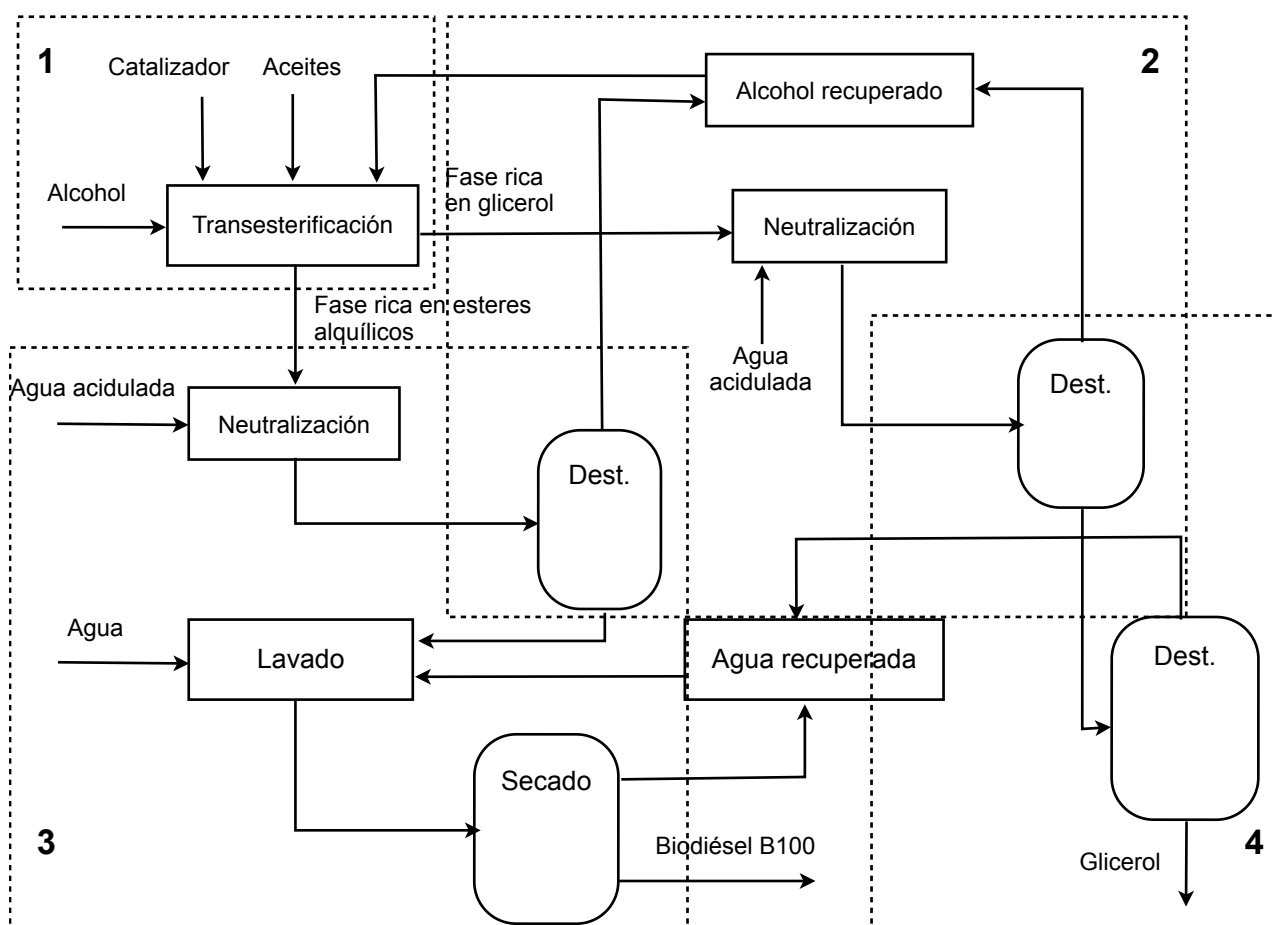 1
2
Catalizador
Aceites
Alcohol recuperado
Alcohol
Fase rica
en glicerol
Transesterificación
Neutralización
Fase rica en esteres
alquílicos
Agua
acidulada
Agua acidulada
Neutralización
Dest.
Dest.
Agua
Lavado
Agua recuperada
Dest.
Secado
Biodiésel B100
3
4
Glicerol